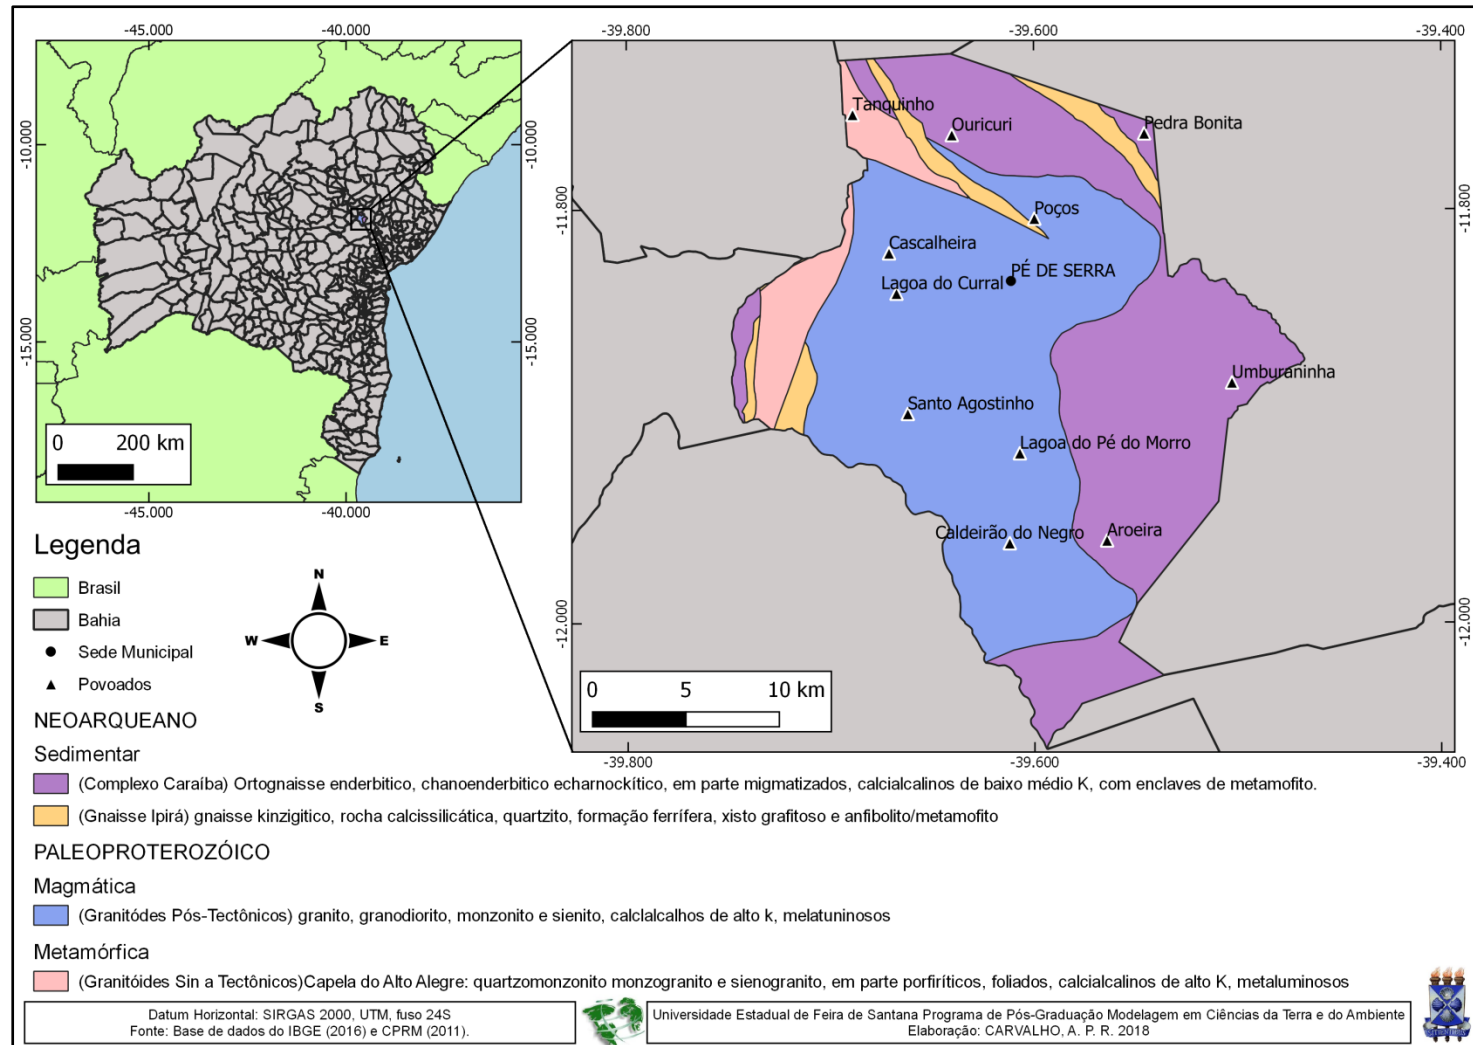 -45.000
-40.000
-10.000
-10.000
-15.000
-15.000
0 200 km
-45.000
-40.000
-39.800
-39.600
-39.400
-11.800
-11.800
-12.000
-12.000
-39.800
-39.600
-39.400
Tanquinho
Ouricuri
Pedra Bonita
Poços
Cascalheira
PÉ DE SERRA
Lagoa do Curral
Umburaninha
Santo Agostinho
Lagoa do Pé do Morro
Caldeirão do Negro
Aroeira
0 5 10 km
Legenda
Brasil
Bahia
Sede Municipal
Povoados
N
W
E
S
NEOARQUEANO
Sedimentar
(Complexo Caraíba) Ortognaisse enderbitico, chanoenderbitico echarnockítico, em parte migmatizados, calcialcalinos de baixo médio K, com enclaves de metamofito.
(Gnaisse Ipirá) gnaisse kinzigitico, rocha calcissilicática, quartzito, formação ferrífera, xisto grafitoso e anfibolito/metamofito
PALEOPROTEROZÓICO
Magmática
(Granitódes Pós-Tectônicos) granito, granodiorito, monzonito e sienito, calclalcalhos de alto k, melatuninosos
Metamórfica
(Granitóides Sin a Tectônicos)Capela do Alto Alegre: quartzomonzonito monzogranito e sienogranito, em parte porfiríticos, foliados, calcialcalinos de alto K, metaluminosos
Datum Horizontal: SIRGAS 2000, UTM, fuso 24S
Fonte: Base de dados do IBGE (2016) e CPRM (2011).
Universidade Estadual de Feira de Santana Programa de Pós-Graduação Modelagem em Ciências da Terra e do Ambiente
Elaboração: CARVALHO, A. P. R. 2018